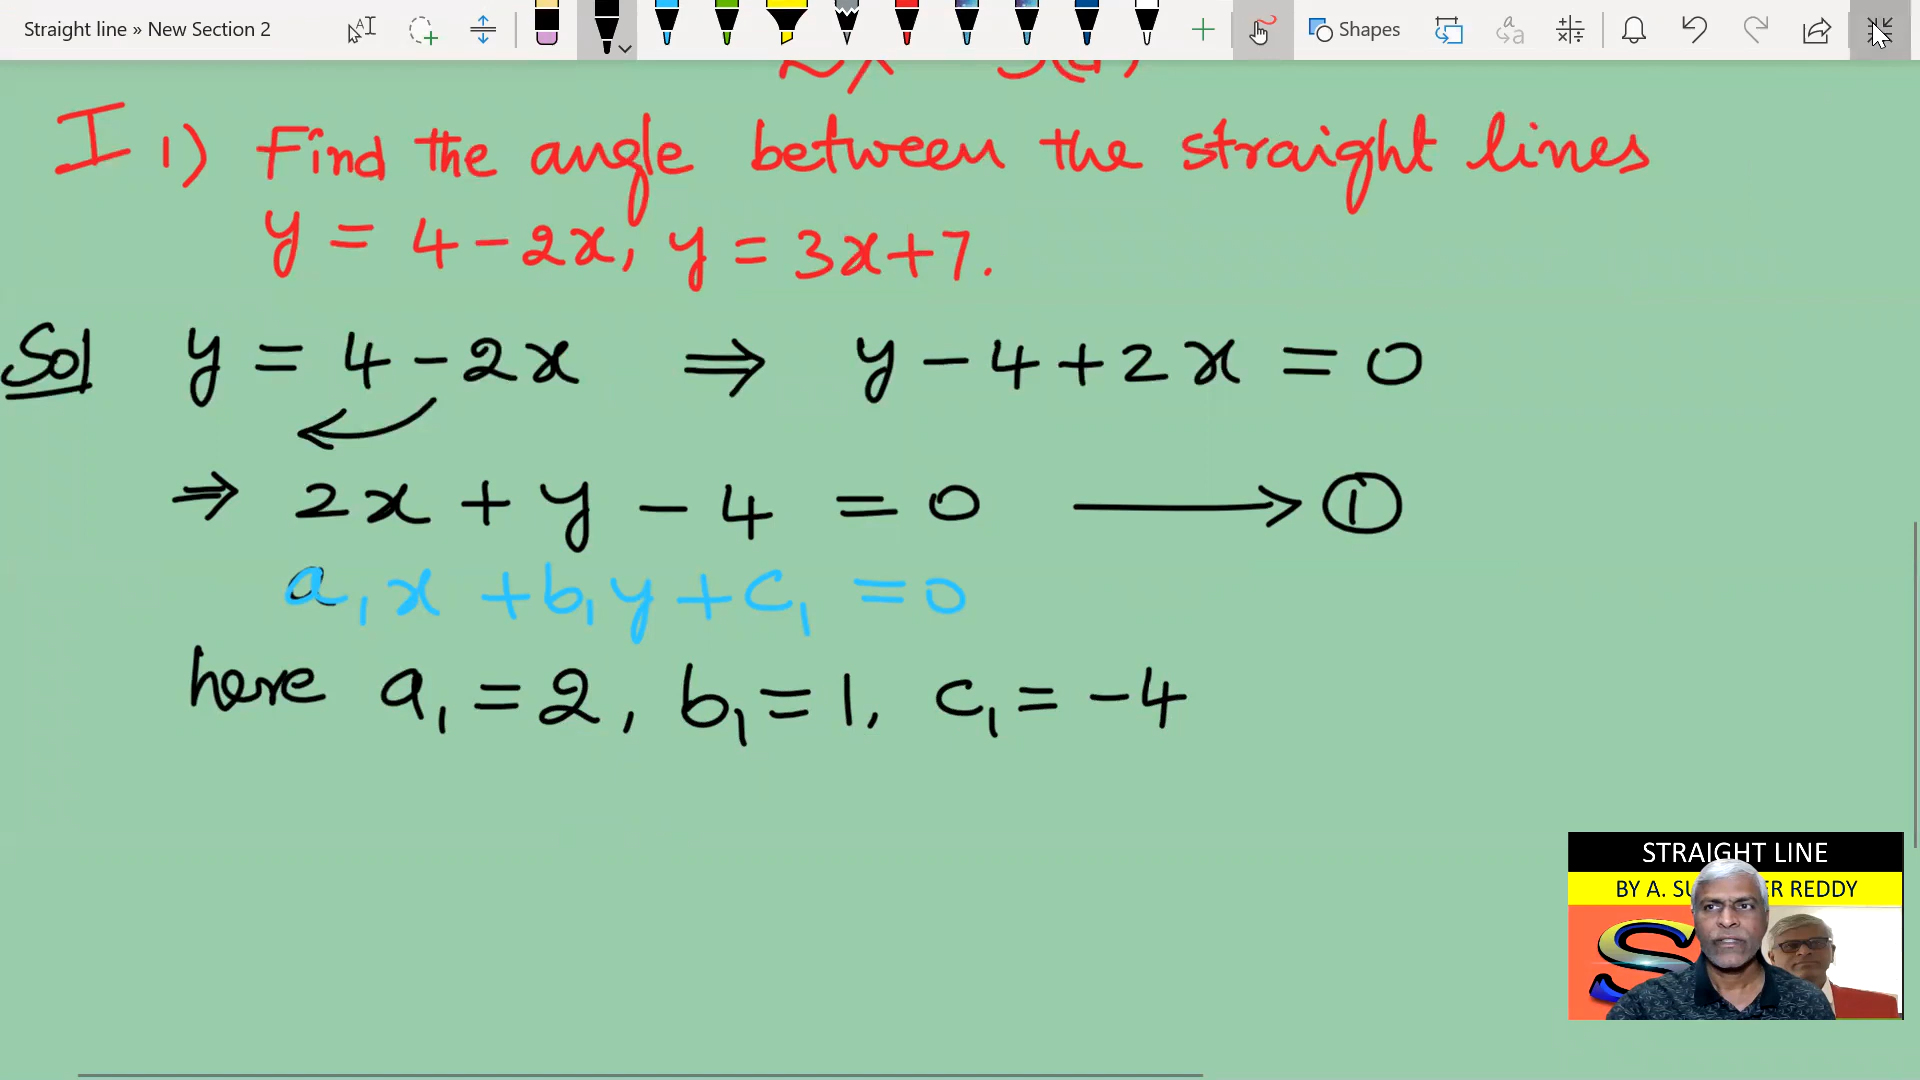 Straight line » New Section 2
Shapes
I 1) Find the angle between the straight lines
y = 4 - 2x, y = 3x+7.
Sol y = 4 - 2x ⇒ y - 4 + 2x = 0
⇒ 2x + y - 4 = 0 ⟶ ①
a₁x + b₁y + c₁ = 0
here a₁ = 2, b₁ = 1, c₁ = -4
STRAIGHT LINE
BY A. REDDY
S